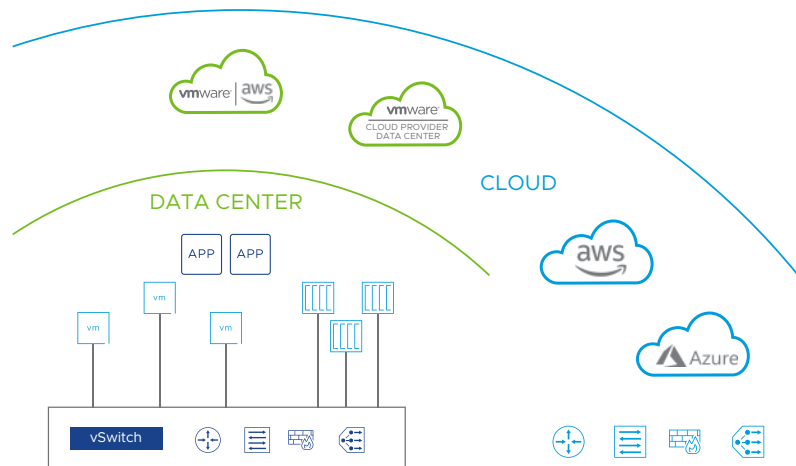 vmware® | aws
vmware®
CLOUD PROVIDER
DATA CENTER
CLOUD
DATA CENTER
aws
APP APP
vm
vm
vm
Azure
vSwitch